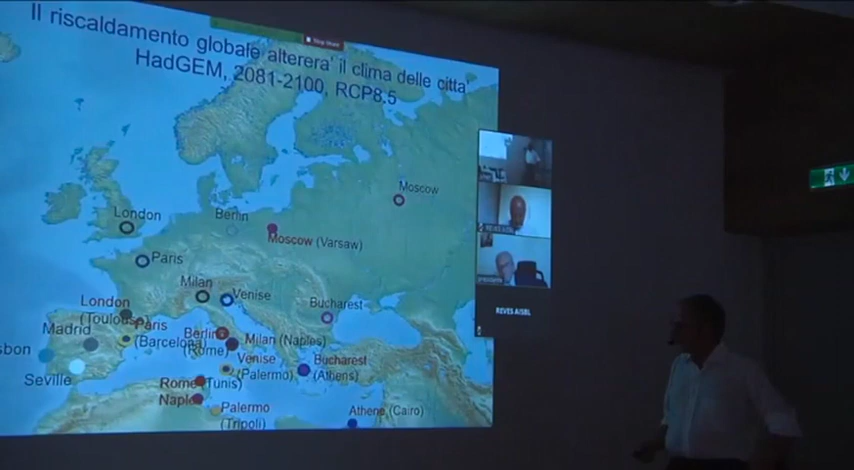 Il riscaldamento globale altererà il clima delle città
HadGEM, 2081-2100, RCP8.5
Moscow
London
Berlin
Moscow (Varsaw)
Paris
Milan
Venise
Bucharest
London
(Toulouse)
Madrid
Paris
(Barcelona)
Berlin
(Rome)
Milan (Naples)
Venise
(Palermo)
Bucharest
(Athens)
Seville
Rome (Tunis)
Naples
Palermo
(Tripoli)
Athene (Cairo)
REVES AISBL